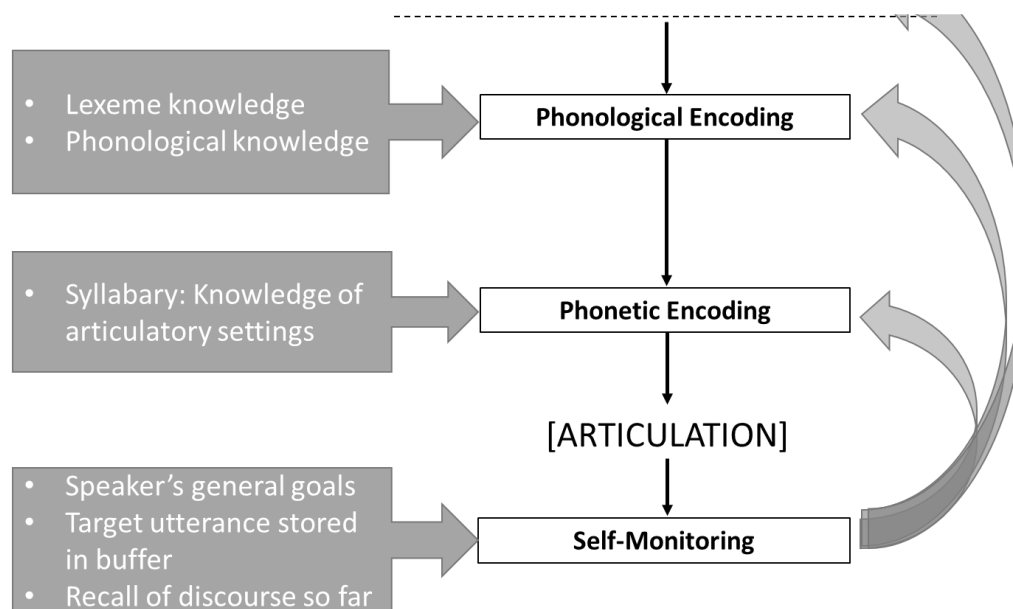 • Lexeme knowledge
• Phonological knowledge
Phonological Encoding
• Syllabary: Knowledge of
articulatory settings
Phonetic Encoding
[ARTICULATION]
• Speaker’s general goals
• Target utterance stored
in buffer
• Recall of discourse so far
Self-Monitoring